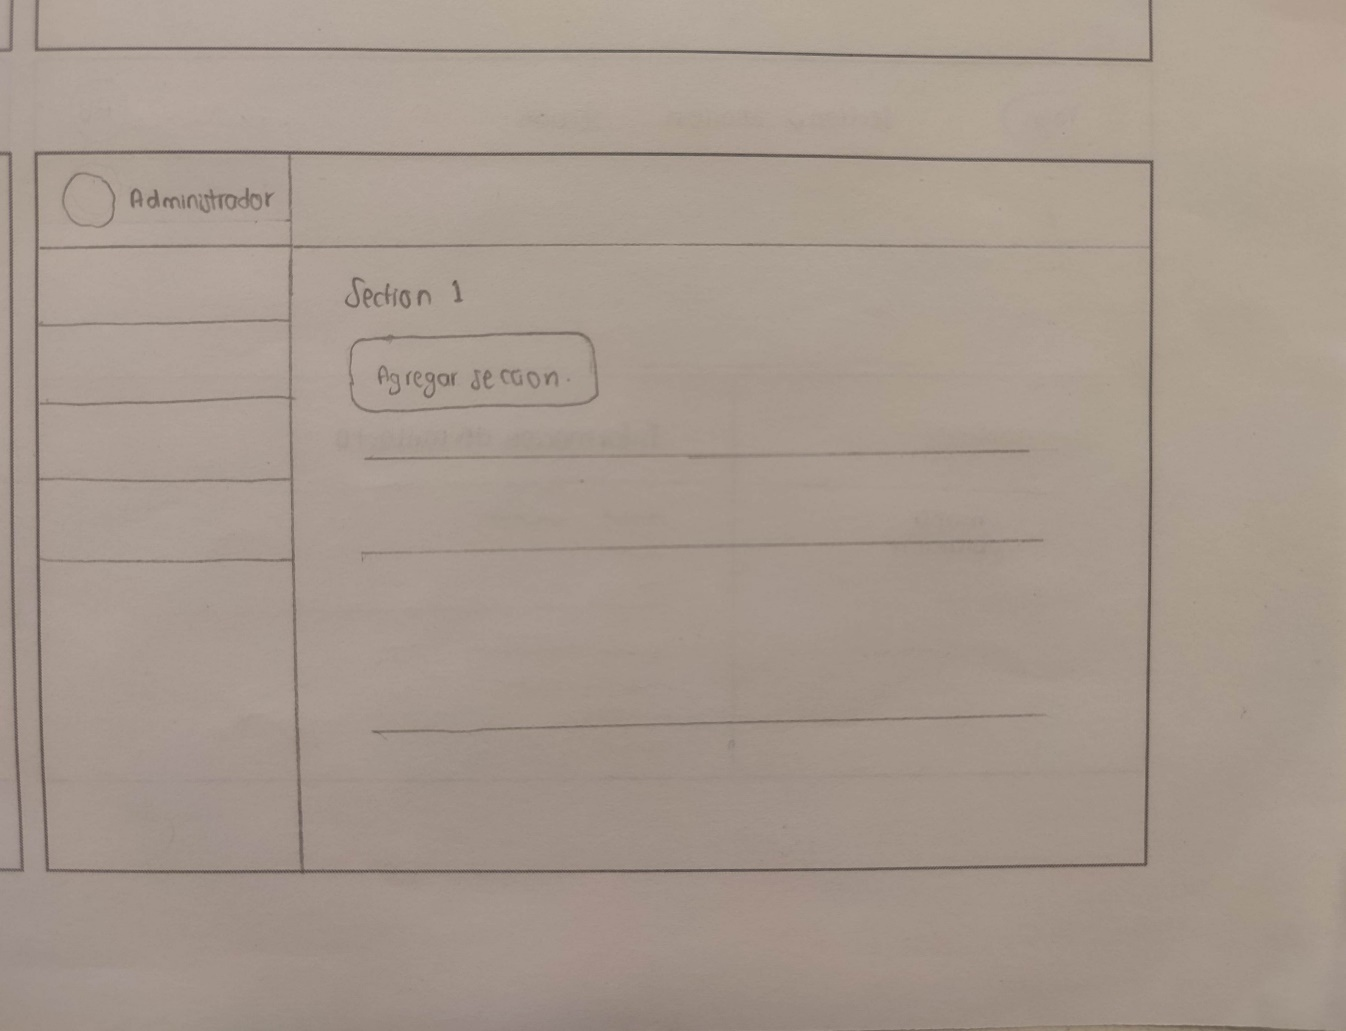 Administrador
Section 1
Agregar seccion.